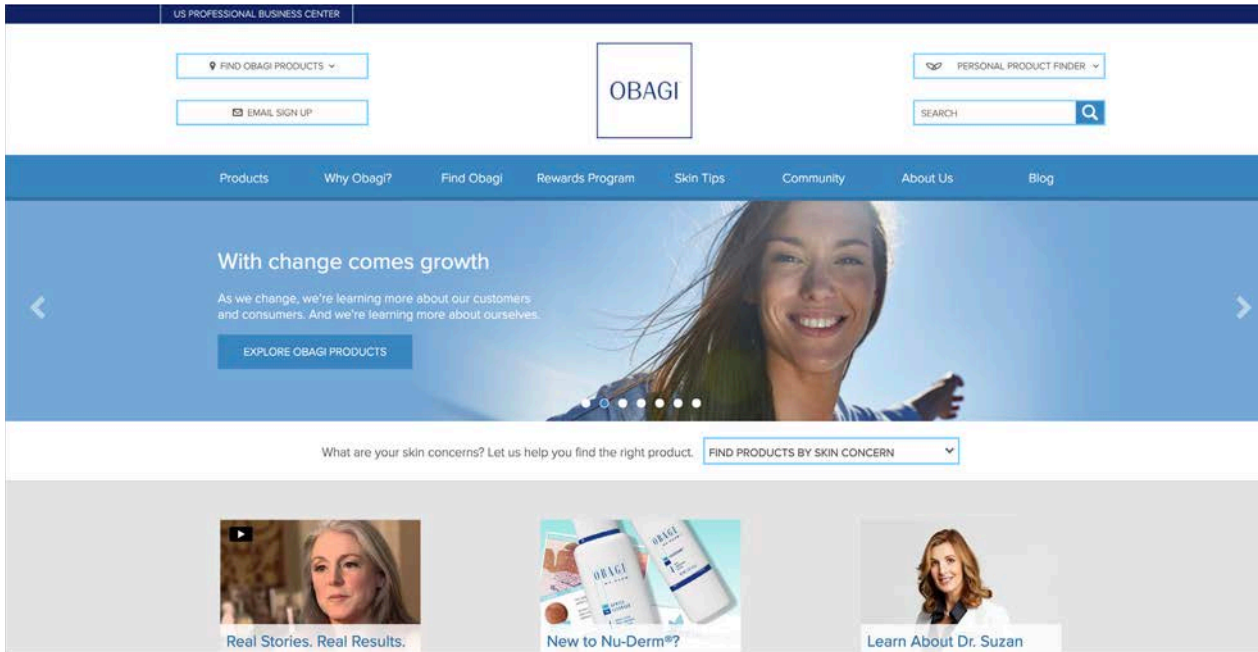 US PROFESSIONAL BUSINESS CENTER
FIND OBAGI PRODUCTS
EMAIL SIGN UP
OBAGI
PERSONAL PRODUCT FINDER
SEARCH
Products Why Obagi? Find Obagi Rewards Program Skin Tips Community About Us Blog
With change comes growth
As we change, we're learning more about our customers
and consumers. And we're learning more about ourselves.
EXPLORE OBAGI PRODUCTS
What are your skin concerns? Let us help you find the right product. FIND PRODUCTS BY SKIN CONCERN
OBAGI
OBAGI
Real Stories. Real Results.
New to Nu-Derm®?
Learn About Dr. Suzan